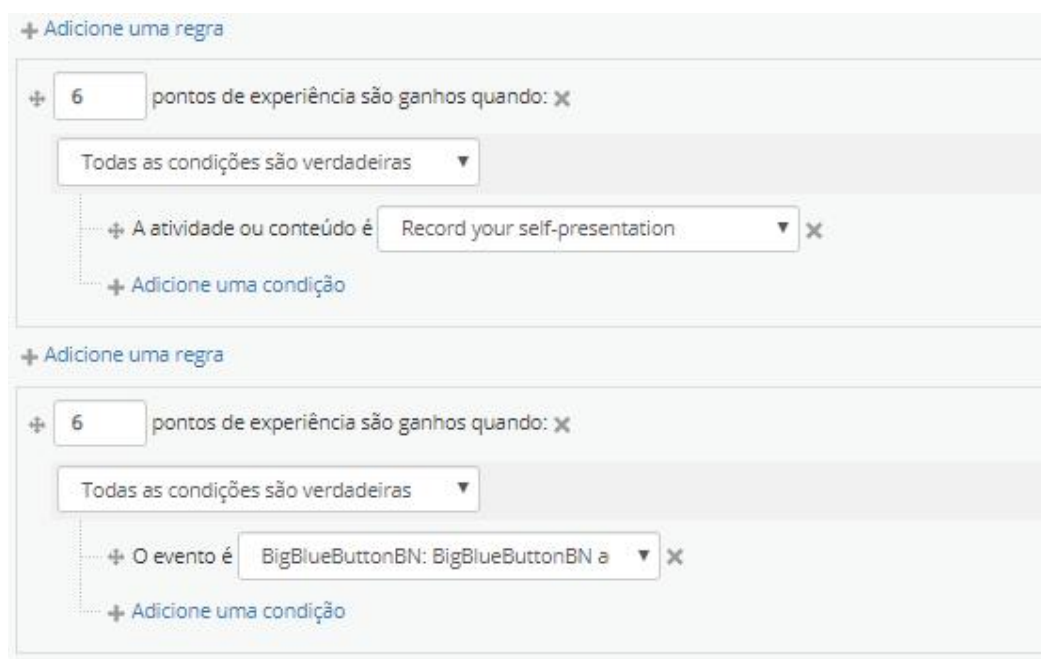 Adicione uma regra
6 pontos de experiência são ganhos quando:
Todas as condições são verdadeiras
A atividade ou conteúdo é Record your self-presentation
Adicione uma condição
Adicione uma regra
6 pontos de experiência são ganhos quando:
Todas as condições são verdadeiras
O evento é BigBlueButtonBN: BigBlueButtonBN a
Adicione uma condição